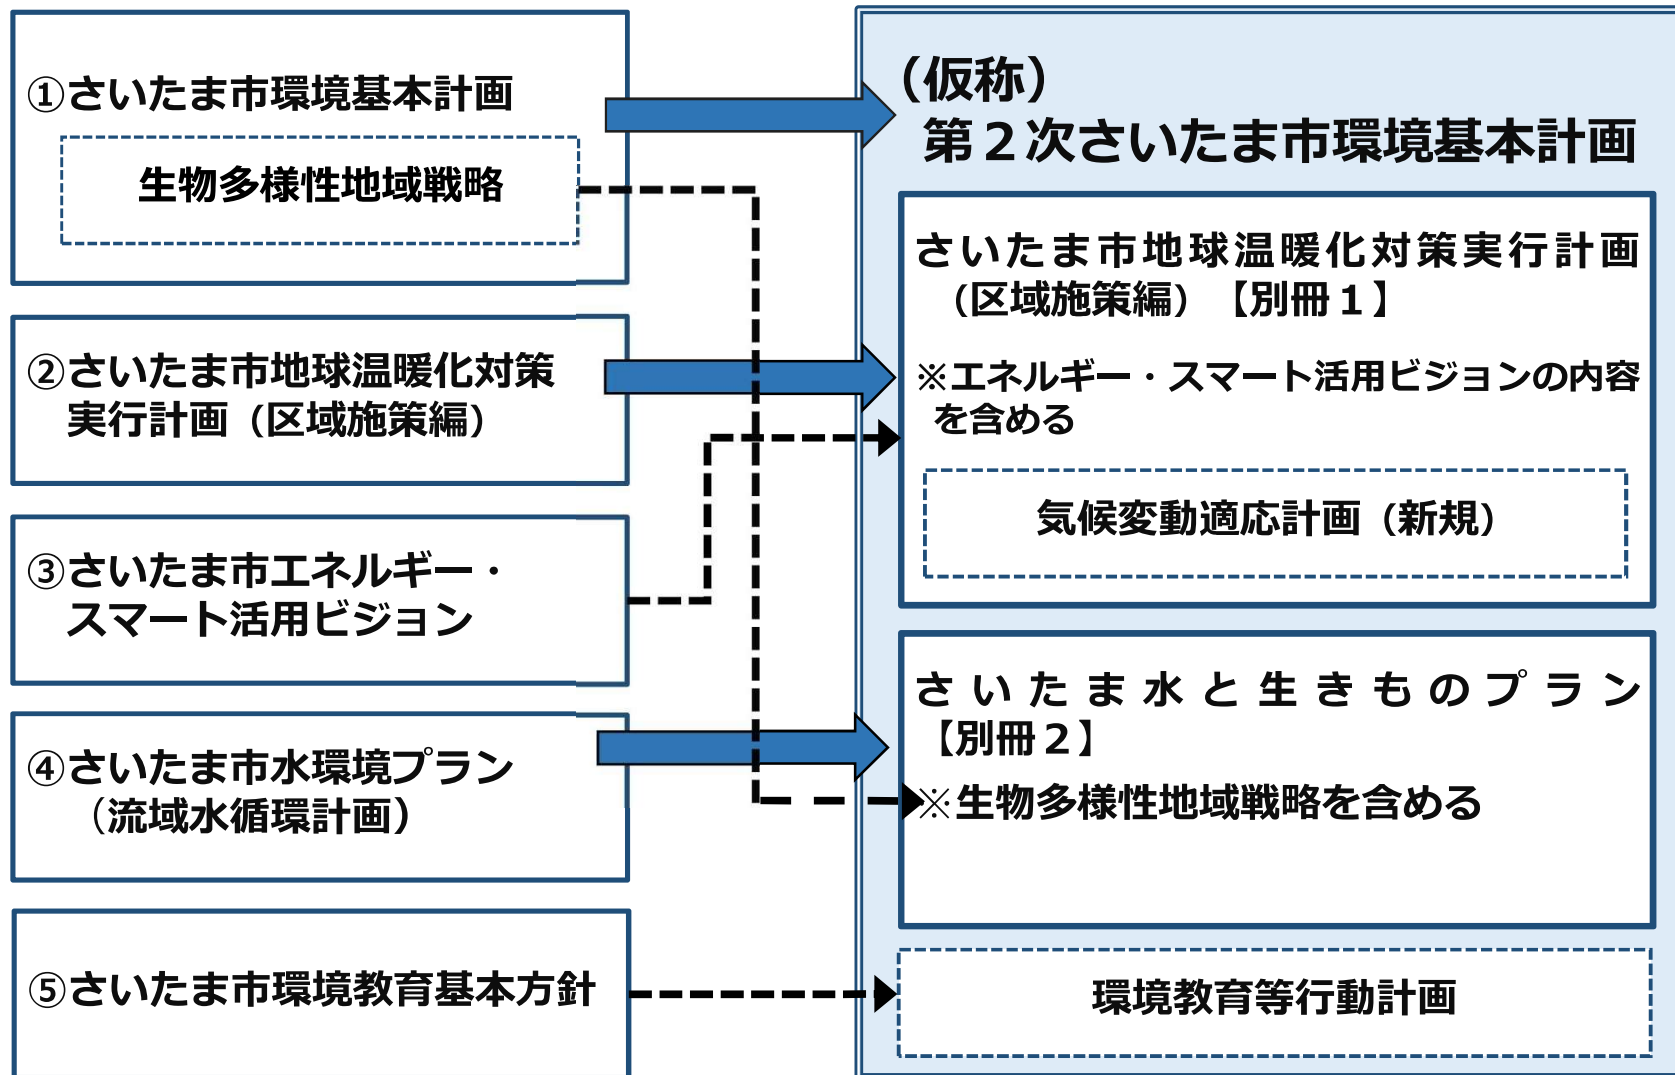 ①さいたま市環境基本計画
生物多様性地域戦略
②さいたま市地球温暖化対策
実行計画（区域施策編）
③さいたま市エネルギー・
スマート活用ビジョン
④さいたま市水環境プラン
（流域水循環計画）
⑤さいたま市環境教育基本方針
（仮称）
第２次さいたま市環境基本計画
さいたま市地球温暖化対策実行計画
（区域施策編）【別冊１】
※エネルギー・スマート活用ビジョンの内容
を含める
気候変動適応計画（新規）
さいたま水と生きものプラン
【別冊２】
※生物多様性地域戦略を含める
環境教育等行動計画